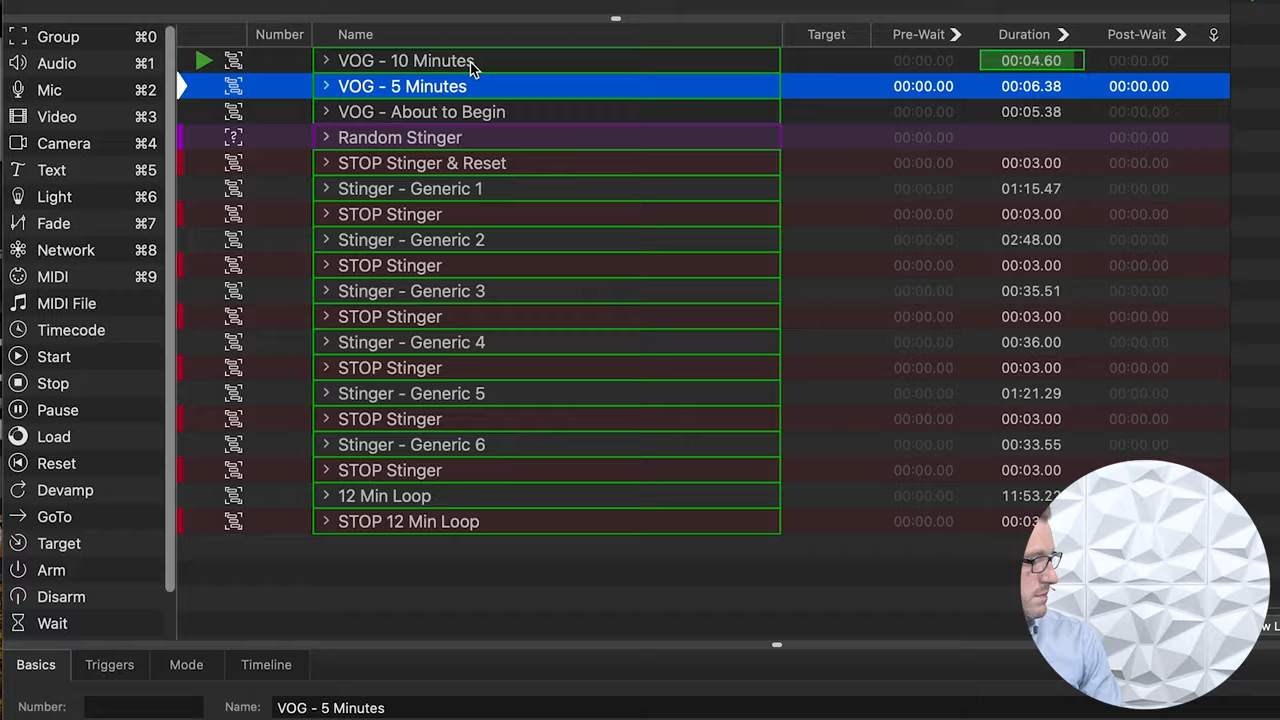 Group ⌘0
Audio ⌘1
Mic ⌘2
Video ⌘3
Camera ⌘4
Text ⌘5
Light ⌘6
Fade ⌘7
Network ⌘8
MIDI ⌘9
MIDI File
Timecode
Start
Stop
Pause
Load
Reset
Devamp
GoTo
Target
Arm
Disarm
Wait
Number Name Target Pre-Wait Duration Post-Wait
VOG - 10 Minutes 00:00.00 00:04.60 00:00.00
VOG - 5 Minutes 00:00.00 00:06.38 00:00.00
VOG - About to Begin 00:00.00 00:05.38 00:00.00
Random Stinger 00:00.00 00:00.00
STOP Stinger & Reset 00:00.00 00:03.00 00:00.00
Stinger - Generic 1 00:00.00 01:15.47 00:00.00
STOP Stinger 00:00.00 00:03.00 00:00.00
Stinger - Generic 2 00:00.00 02:48.00 00:00.00
STOP Stinger 00:00.00 00:03.00 00:00.00
Stinger - Generic 3 00:00.00 00:35.51 00:00.00
STOP Stinger 00:00.00 00:03.00 00:00.00
Stinger - Generic 4 00:00.00 00:36.00 00:00.00
STOP Stinger 00:00.00 00:03.00 00:00.00
Stinger - Generic 5 00:00.00 01:21.29 00:00.00
STOP Stinger 00:00.00 00:03.00 00:00.00
Stinger - Generic 6 00:00.00 00:33.55 00:00.00
STOP Stinger 00:00.00 00:03.00
12 Min Loop 00:00.00 11:53.22
STOP 12 Min Loop 00:00.00 00:03
Basics Triggers Mode Timeline
Number: Name: VOG - 5 Minutes